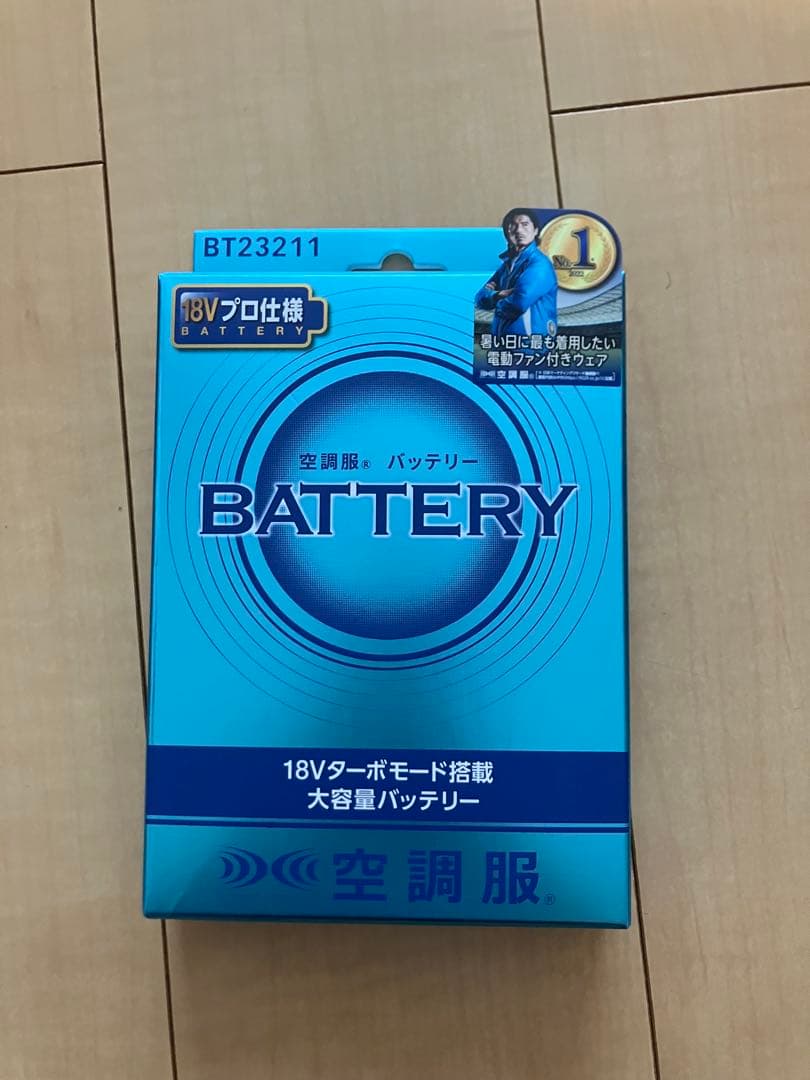 BT23211
No.1
2022
18Vプロ仕様
BATTERY
暑い日に最も着用したい
電動ファン付きウェア
空調服®
空調服® バッテリー
BATTERY
18Vターボモード搭載
大容量バッテリー
空調服®